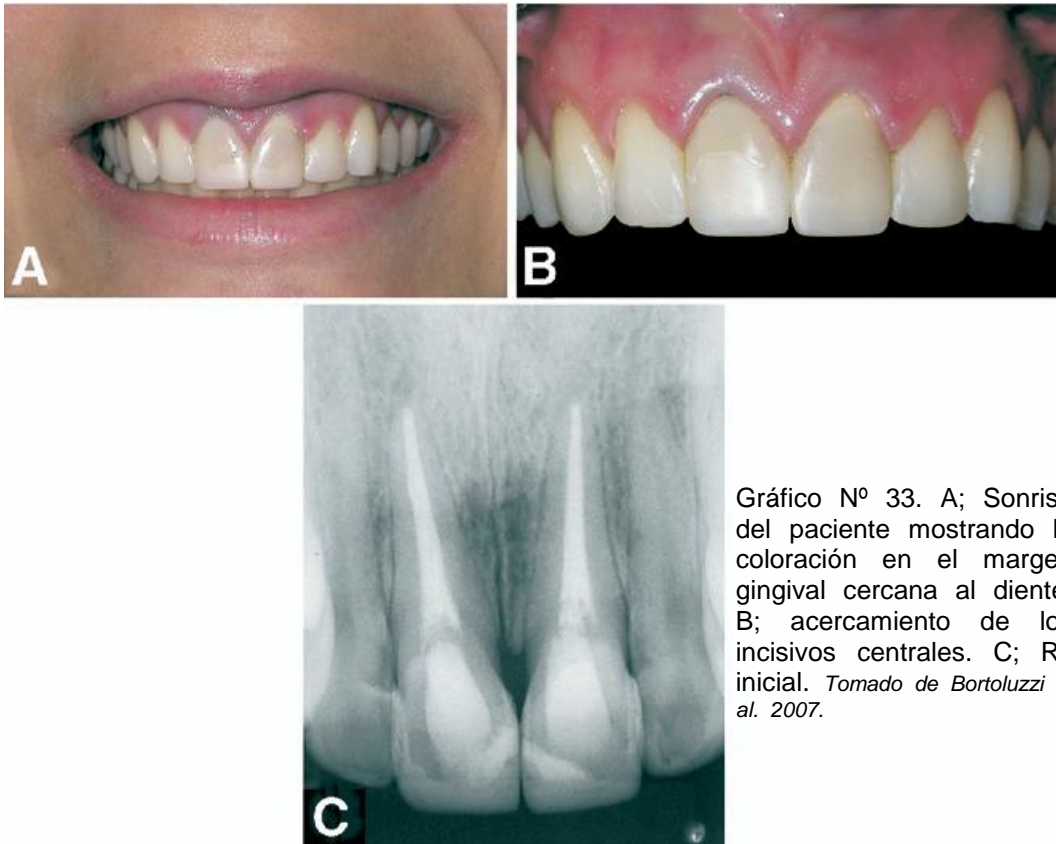 A
B
C
Gráfico Nº 33. A; Sonris
del paciente mostrando l
coloración en el marge
gingival cercana al diente
B; acercamiento de lo
incisivos centrales. C; R
inicial. Tomado de Bortoluzzi
al. 2007.